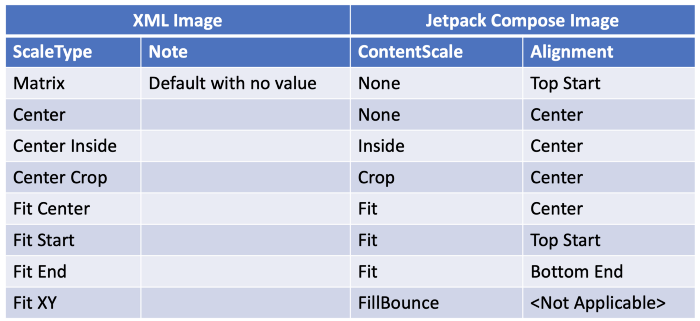 XML Image Jetpack Compose Image
ScaleType Note ContentScale Alignment
Matrix Default with no value None Top Start
Center None Center
Center Inside Inside Center
Center Crop Crop Center
Fit Center Fit Center
Fit Start Fit Top Start
Fit End Fit Bottom End
Fit XY FillBounce <Not Applicable>